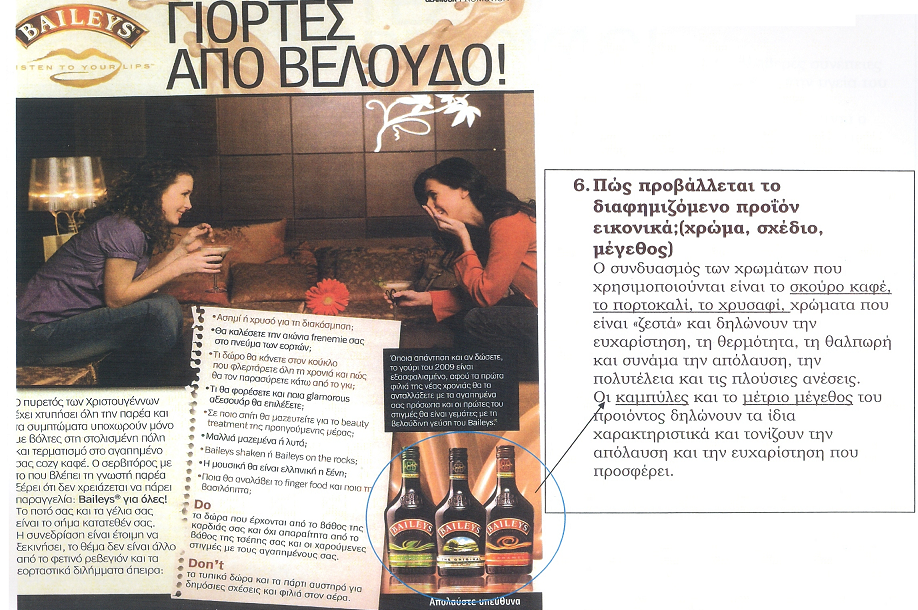 BAILEYS
LISTEN TO YOUR LIPS™
ΓΙΟΡΤΕΣ
ΑΠΟ ΒΕΛΟΥΔΟ!
•Ασημί ή χρυσό για τη διακόσμηση;
•Θα καλέσετε την αιώνια frenemie σας
στο πνεύμα των εορτών;
•Τι δώρο θα κάνετε στον κούκλο
που φλερτάρετε όλη τη χρονιά και πώς
θα τον παρασύρετε κάτω από το γκι;
•Τι θα φορέσετε και ποια glamorous
αξεσουάρ θα επιλέξετε;
•Σε ποιο σπίτι θα μαζευτείτε για το beauty
treatment της προηγούμενης μέρας;
•Μαλλιά μαζεμένα ή λυτά;
•Baileys shaken ή Baileys on the rocks;
•Η μουσική θα είναι ελληνική ή ξένη;
•Ποια θα αναλάβει το finger food και ποια τη
βασιλόπιτα;
Do
τα δώρα που έρχονται από το βάθος της
καρδιάς σας και όχι απαραίτητα από το
βάθος της τσέπης σας και οι χαρούμενες
στιγμές με τους αγαπημένους σας.
Don't
τα τυπικά δώρα και τα πάρτι αυστηρά για
δημόσιες σχέσεις και φιλιά στον αέρα.
Ο πυρετός των Χριστουγέννων
έχει χτυπήσει όλη την παρέα και
τα συμπτώματα υποχωρούν μόνο
με βόλτες στη στολισμένη πόλη
και τερματισμό στο αγαπημένο
σας cozy καφέ. Ο σερβιτόρος με
το που βλέπει τη γνωστή παρέα
ξέρει ότι δεν χρειάζεται να πάρει
παραγγελία: Baileys® για όλες!
Το ποτό σας και τα γέλια σας
είναι το σήμα κατατεθέν σας.
Η συνεδρίαση είναι έτοιμη να
ξεκινήσει, το θέμα δεν είναι άλλο
από το φετινό ρεβεγιόν και τα
εορταστικά διλήμματα άπειρα:
Όποια απάντηση και αν δώσετε,
το γούρι του 2009 είναι
εξασφαλισμένο, αφού τα πρώτα
φιλιά της νέας χρονιάς θα τα
ανταλλάξετε με τα αγαπημένα
σας πρόσωπα και οι πρώτες του
στιγμές θα είναι γεμάτες με τη
βελούδινη γεύση του Baileys.
BAILEYS
BAILEYS
BAILEYS
Απολαύστε υπεύθυνα
6. Πώς προβάλλεται το
διαφημιζόμενο προϊόν
εικονικά;(χρώμα, σχέδιο,
μέγεθος)
Ο συνδυασμός των χρωμάτων που
χρησιμοποιούνται είναι το σκούρο καφέ,
το πορτοκαλί, το χρυσαφί, χρώματα που
είναι «ζεστά» και δηλώνουν την
ευχαρίστηση, τη θερμότητα, τη θαλπωρή
και συνάμα την απόλαυση, την
πολυτέλεια και τις πλούσιες ανέσεις.
Οι καμπύλες και το μέτριο μέγεθος του
προιόντος δηλώνουν τα ίδια
χαρακτηριστικά και τονίζουν την
απόλαυση και την ευχαρίστηση που
προσφέρει.